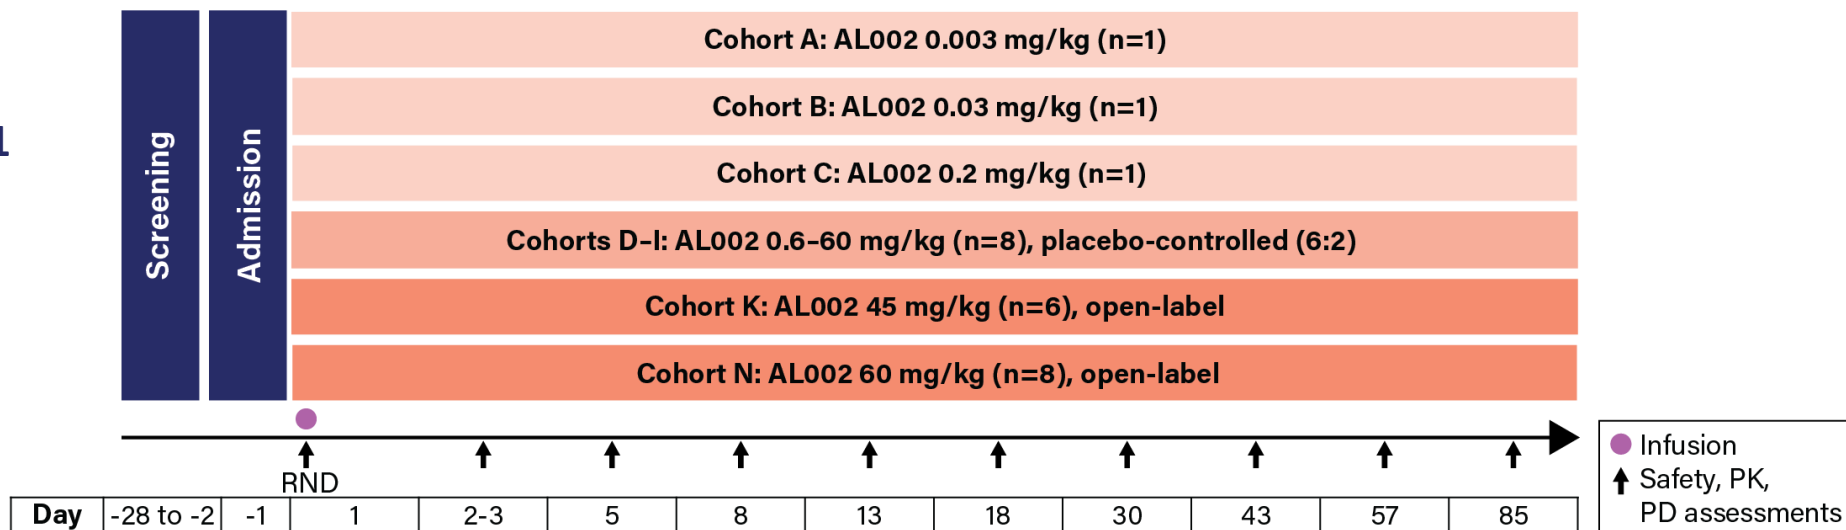 Screening
Admission
Cohort A: AL002 0.003 mg/kg (n=1)
Cohort B: AL002 0.03 mg/kg (n=1)
Cohort C: AL002 0.2 mg/kg (n=1)
Cohorts D–I: AL002 0.6–60 mg/kg (n=8), placebo-controlled (6:2)
Cohort K: AL002 45 mg/kg (n=6), open-label
Cohort N: AL002 60 mg/kg (n=8), open-label
RND
Day -28 to -2 -1 1 2-3 5 8 13 18 30 43 57 85
Infusion
Safety, PK,
PD assessments